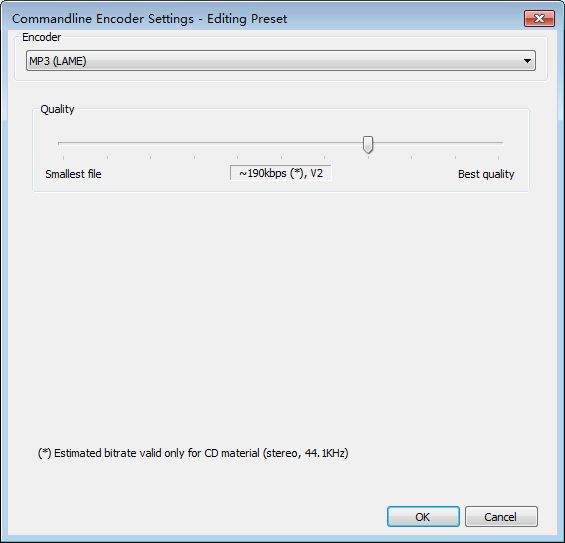 Commandline Encoder Settings - Editing Preset
Encoder
MP3 (LAME)
Quality
Smallest file
~190kbps (*), V2
Best quality
(*) Estimated bitrate valid only for CD material (stereo, 44.1KHz)
OK
Cancel